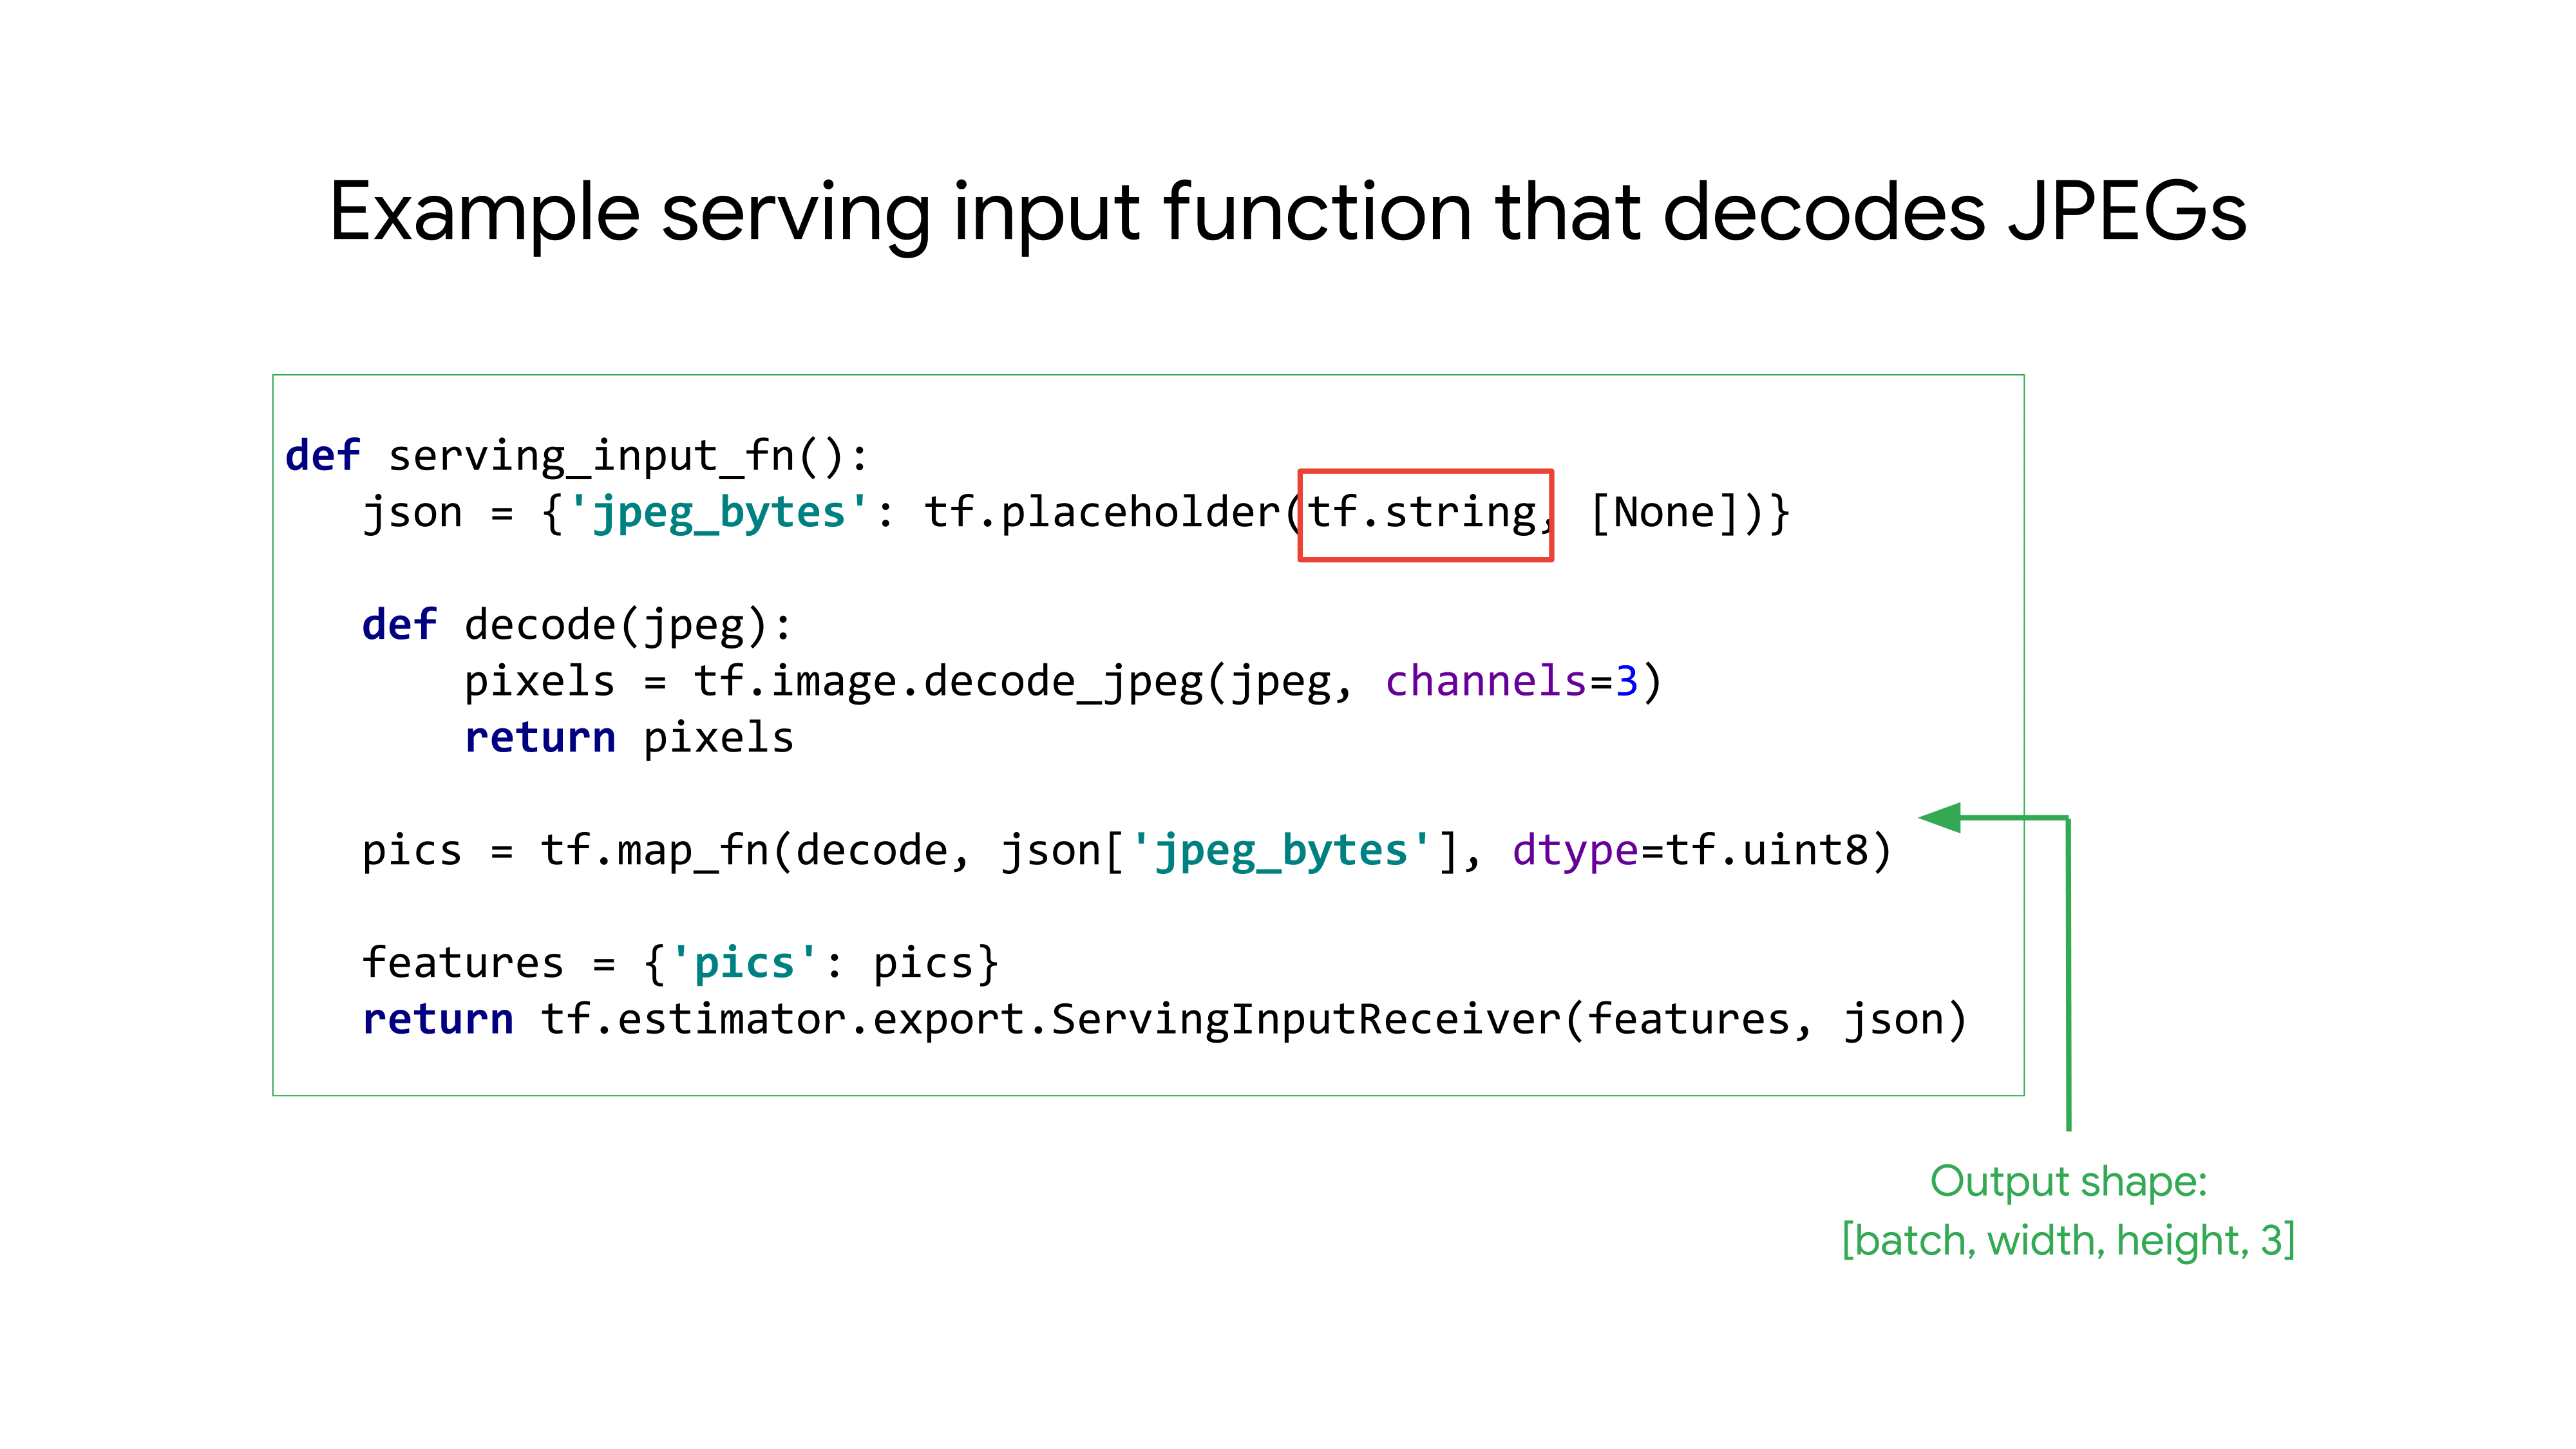 Example serving input function that decodes JPEGs
def serving_input_fn():
    json = {'jpeg_bytes': tf.placeholder(tf.string, [None])}
    def decode(jpeg):
        pixels = tf.image.decode_jpeg(jpeg, channels=3)
        return pixels
    pics = tf.map_fn(decode, json['jpeg_bytes'], dtype=tf.uint8)
    features = {'pics': pics}
    return tf.estimator.export.ServingInputReceiver(features, json)
Output shape:
[batch, width, height, 3]